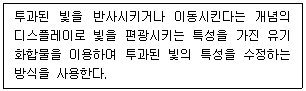 투과된 빛을 반사시키거나 이동시킨다는 개념의
디스플레이로 빛을 편광시키는 특성을 가진 유기
화합물을 이용하여 투과된 빛의 특성을 수정하는
방식을 사용한다.